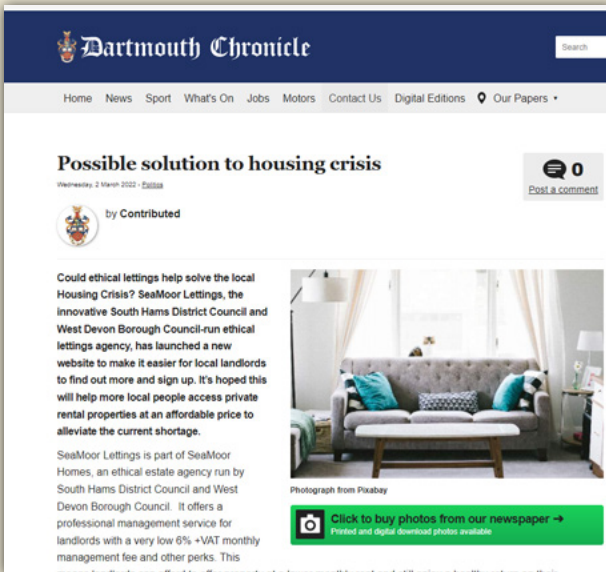 Dartmouth Chronicle
Search
Home News Sport What's On Jobs Motors Contact Us Digital Editions Our Papers
Possible solution to housing crisis
Wednesday, 2 March 2022 - Politics
0
Post a comment
by Contributed
Could ethical lettings help solve the local
Housing Crisis? SeaMoor Lettings, the
innovative South Hams District Council and
West Devon Borough Council-run ethical
lettings agency, has launched a new
website to make it easier for local landlords
to find out more and sign up. It's hoped this
will help more local people access private
rental properties at an affordable price to
alleviate the current shortage.
SeaMoor Lettings is part of SeaMoor
Homes, an ethical estate agency run by
South Hams District Council and West
Devon Borough Council. It offers a
professional management service for
landlords with a very low 6% +VAT monthly
management fee and other perks. This
Photograph from Pixabay
Click to buy photos from our newspaper →
Printed and digital download photos available